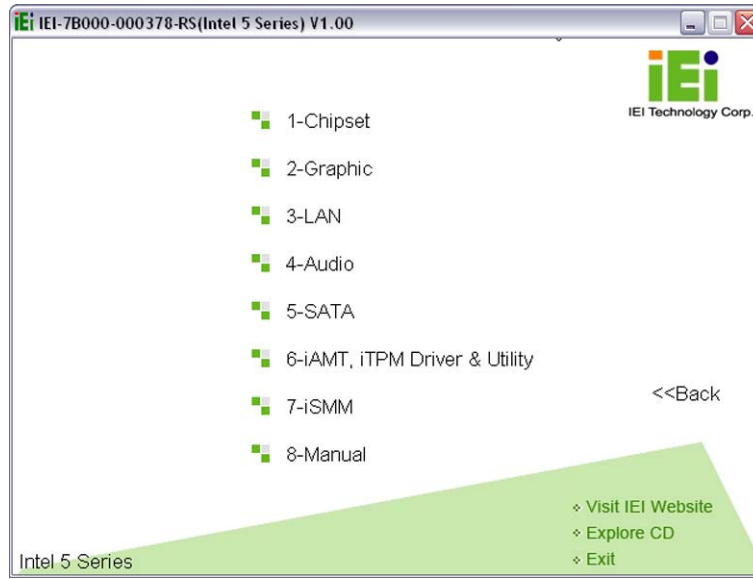 iEi IEI-7B000-000378-RS(Intel 5 Series) V1.00
iEi
IEI Technology Corp.
1-Chipset
2-Graphic
3-LAN
4-Audio
5-SATA
6-iAMT, iTPM Driver & Utility
7-iSMM
8-Manual
<<Back
Visit IEI Website
Explore CD
Exit
Intel 5 Series